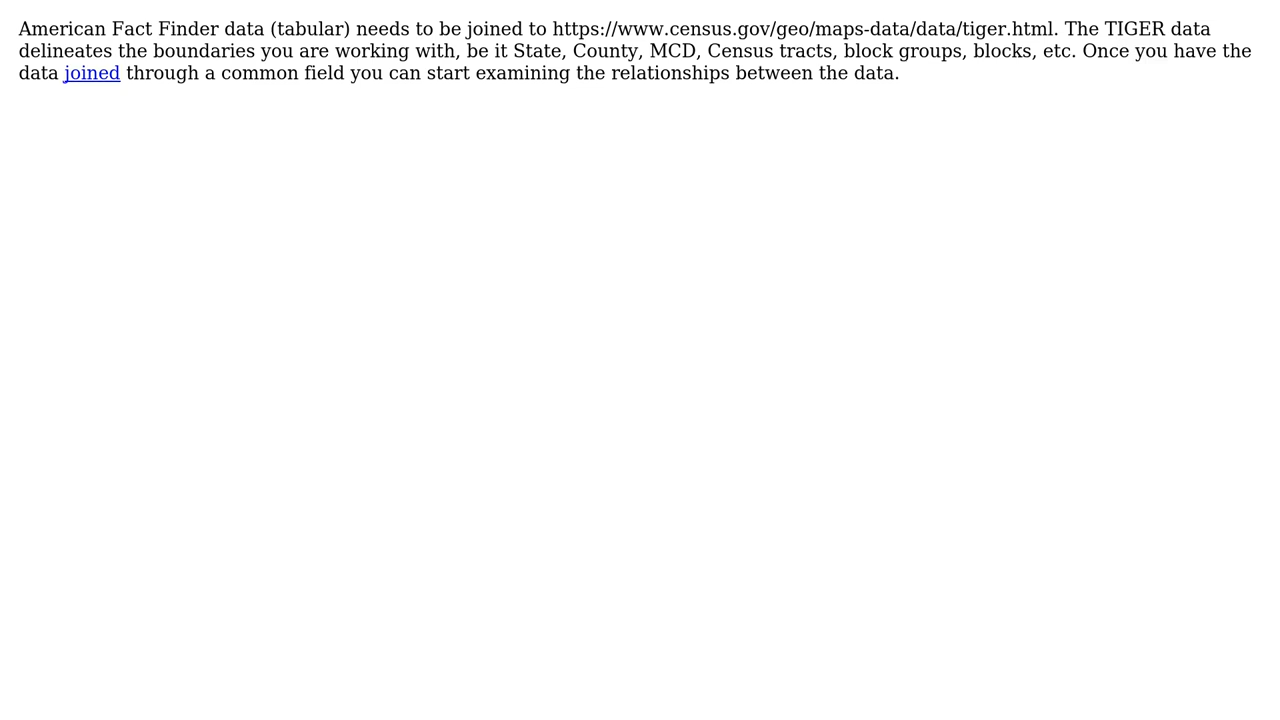 American Fact Finder data (tabular) needs to be joined to https://www.census.gov/geo/maps-data/data/tiger.html. The TIGER data
delineates the boundaries you are working with, be it State, County, MCD, Census tracts, block groups, blocks, etc. Once you have the
data joined through a common field you can start examining the relationships between the data.